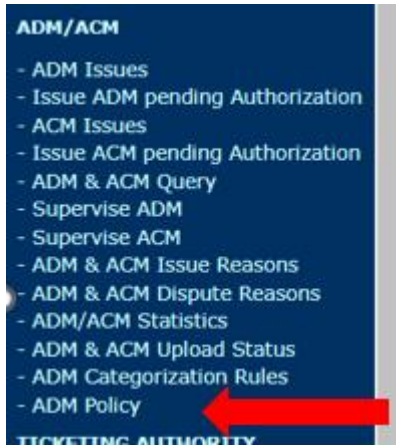 ADM/ACM
- ADM Issues
- Issue ADM pending Authorization
- ACM Issues
- Issue ACM pending Authorization
- ADM & ACM Query
- Supervise ADM
- Supervise ACM
- ADM & ACM Issue Reasons
- ADM & ACM Dispute Reasons
- ADM/ACM Statistics
- ADM & ACM Upload Status
- ADM Categorization Rules
- ADM Policy
TICKETING AUTHORITY